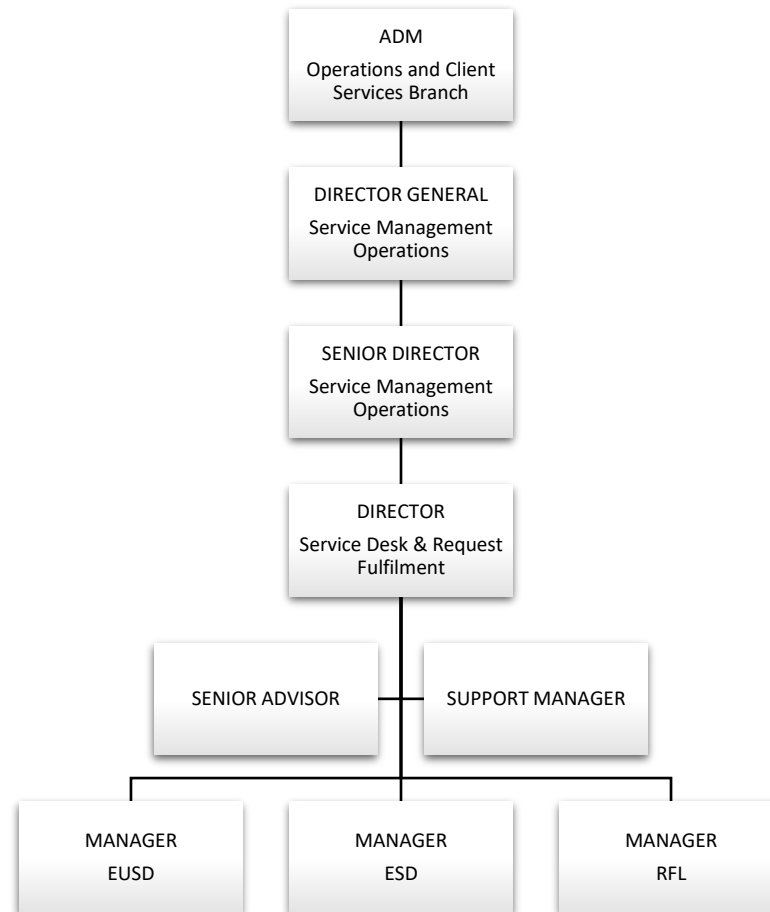 ADM
Operations and Client
Services Branch
DIRECTOR GENERAL
Service Management
Operations
SENIOR DIRECTOR
Service Management
Operations
DIRECTOR
Service Desk & Request
Fulfilment
SENIOR ADVISOR
SUPPORT MANAGER
MANAGER
EUSD
MANAGER
ESD
MANAGER
RFL